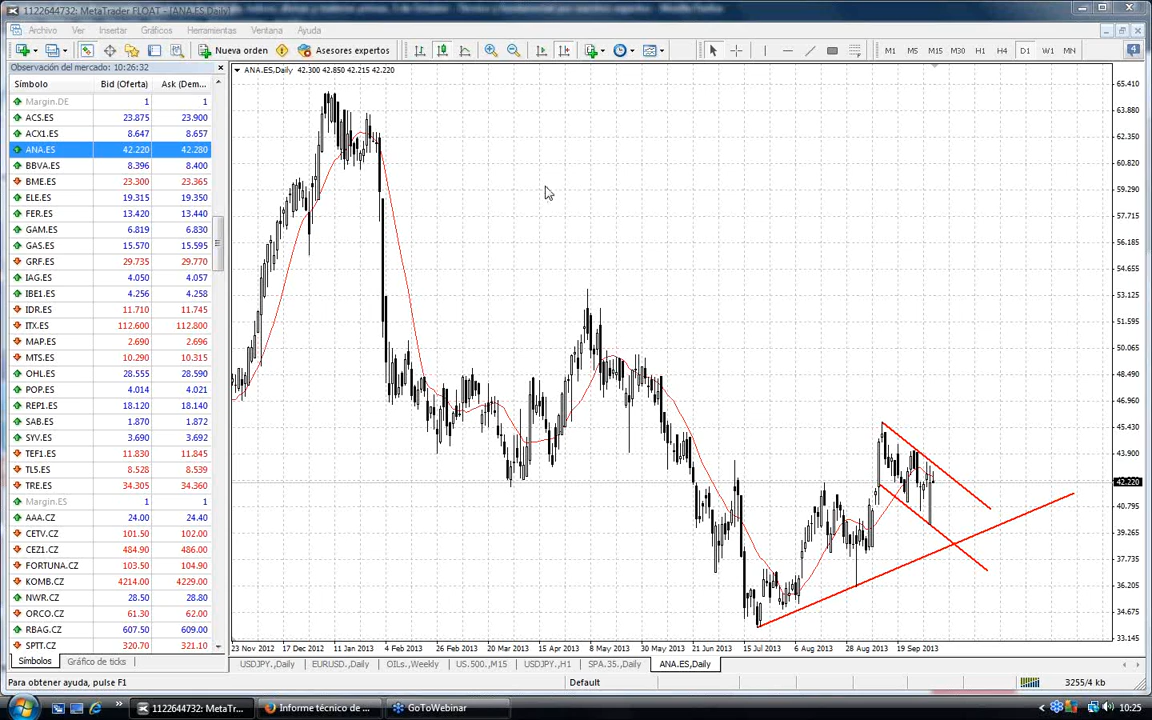 1122644732: MetaTrader FLOAT - [ANA.ES,Daily]
Archivo Ver Insertar Gráficos Herramientas Ventana Ayuda
Nueva orden Asesores expertos M1 M5 M15 M30 H1 H4 D1 W1 MN 4
Observación del mercado: 10:26:32
Símbolo Bid (Oferta) Ask (Dem...
Margin.DE 1 1
ACS.ES 23.875 23.900
ACX1.ES 8.647 8.657
ANA.ES 42.220 42.280
BBVA.ES 8.396 8.400
BME.ES 23.300 23.365
ELE.ES 19.315 19.350
FER.ES 13.420 13.440
GAM.ES 6.819 6.830
GAS.ES 15.570 15.595
GRF.ES 29.735 29.770
IAG.ES 4.050 4.057
IBE1.ES 4.256 4.258
IDR.ES 11.710 11.745
ITX.ES 112.600 112.800
MAP.ES 2.690 2.696
MTS.ES 10.290 10.315
OHL.ES 28.555 28.590
POP.ES 4.014 4.021
REP1.ES 18.120 18.140
SAB.ES 1.870 1.872
SYV.ES 3.690 3.692
TEF1.ES 11.830 11.845
TL5.ES 8.528 8.539
TRE.ES 34.305 34.360
Margin.ES 1 1
AAA.CZ 24.00 24.40
CETV.CZ 101.50 102.00
CEZ1.CZ 484.90 486.00
FORTUNA.CZ 103.50 104.90
KOMB.CZ 4214.00 4229.00
NWR.CZ 28.50 28.80
ORCO.CZ 61.30 62.00
RBAG.CZ 607.50 609.00
SPTT.CZ 320.70 321.10
Símbolos Gráfico de ticks
ANA.ES,Daily 42.300 42.850 42.215 42.220
65.410
63.880
62.350
60.820
59.290
57.715
56.185
54.655
53.125
51.595
50.065
48.490
46.960
45.430
43.900
42.220
40.795
39.265
37.735
36.205
34.675
33.145
23 Nov 2012 17 Dec 2012 11 Jan 2013 4 Feb 2013 26 Feb 2013 20 Mar 2013 16 Apr 2013 8 May 2013 30 May 2013 21 Jun 2013 15 Jul 2013 6 Aug 2013 28 Aug 2013 19 Sep 2013
USDJPY.,Daily EURUSD.,Daily OILs.,Weekly US.500.,M15 USDJPY.,H1 SPA.35.,Daily ANA.ES,Daily
Para obtener ayuda, pulse F1 Default 3255/4 kb
1122644732: MetaTr... Informe técnico de ... GoToWebinar 10:25